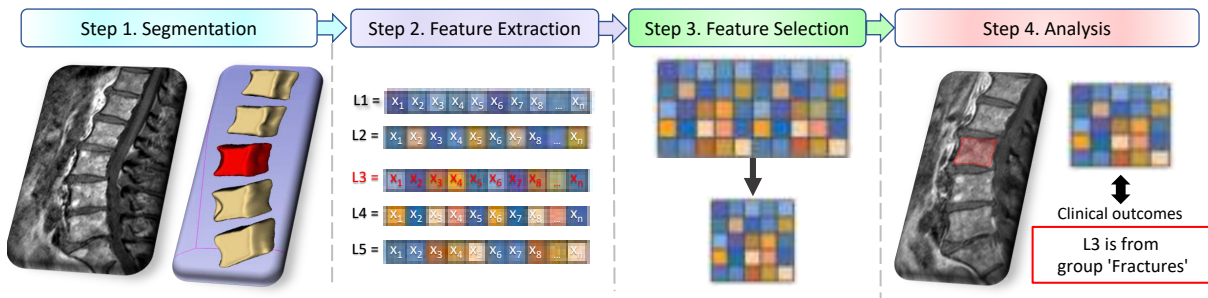 Step 1. Segmentation
Step 2. Feature Extraction
Step 3. Feature Selection
Step 4. Analysis
L1 = X1 X2 X3 X4 X5 X6 X7 X8 ... Xn
L2 = X1 X2 X3 X4 X5 X6 X7 X8 ... Xn
L3 = X1 X2 X3 X4 X5 X6 X7 X8 ... Xn
L4 = X1 X2 X3 X4 X5 X6 X7 X8 ... Xn
L5 = X1 X2 X3 X4 X5 X6 X7 X8 ... Xn
Clinical outcomes
L3 is from
group 'Fractures'